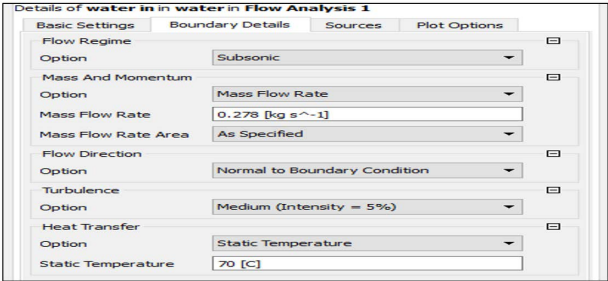 Details of water in in water in Flow Analysis 1
Basic Settings Boundary Details Sources Plot Options
Flow Regime
Option Subsonic
Mass And Momentum
Option Mass Flow Rate
Mass Flow Rate 0.278 [kg s^-1]
Mass Flow Rate Area As Specified
Flow Direction
Option Normal to Boundary Condition
Turbulence
Option Medium (Intensity = 5%)
Heat Transfer
Option Static Temperature
Static Temperature 70 [C]